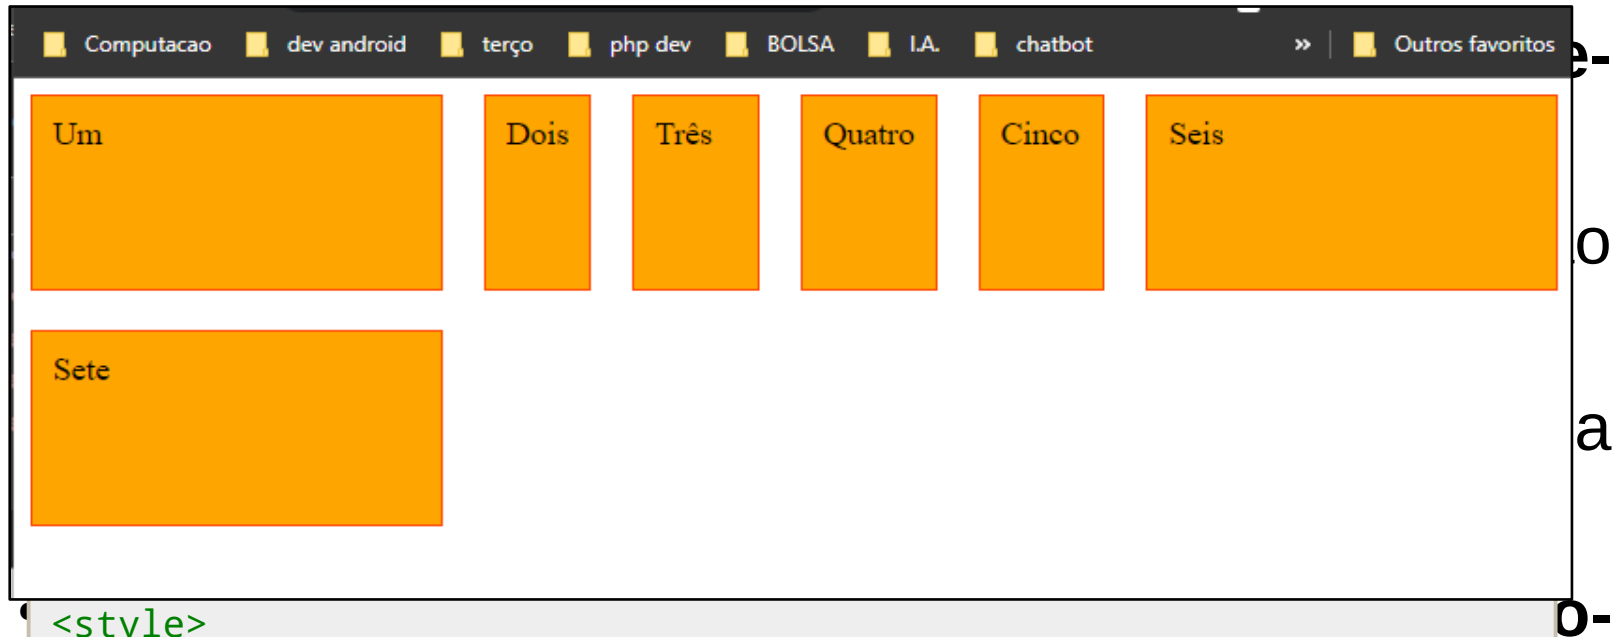 Computacao dev android terço php dev BOLSA I.A. chatbot » Outros favoritos
Um Dois Três Quatro Cinco Seis
Sete
<style>